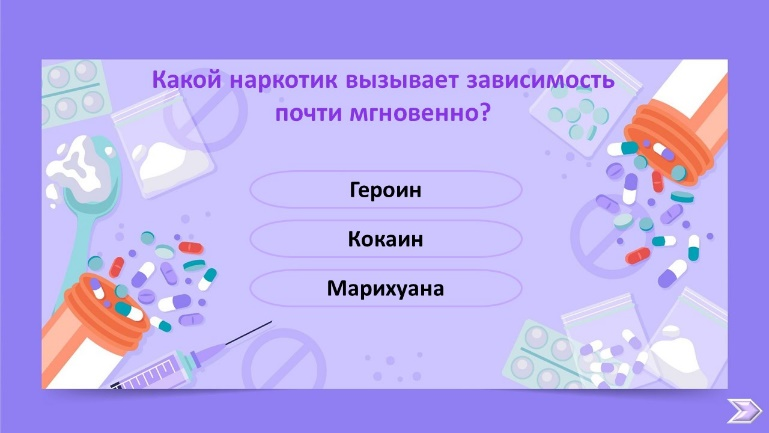 Какой наркотик вызывает зависимость
почти мгновенно?
Героин
Кокаин
Марихуана